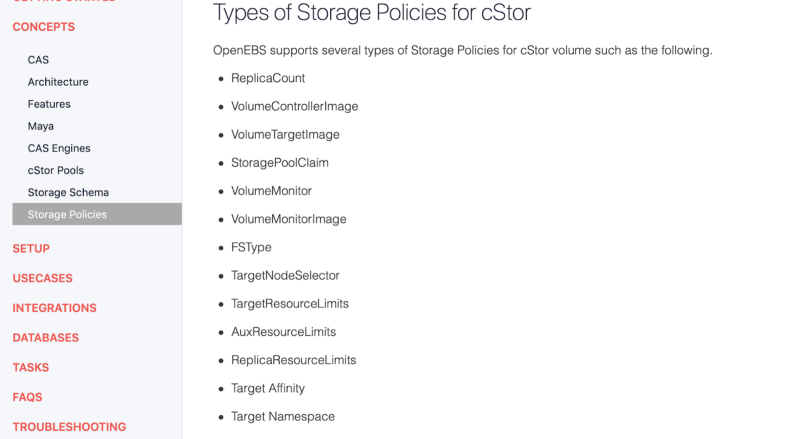 CONCEPTS
CAS
Architecture
Features
Maya
CAS Engines
cStor Pools
Storage Schema
Storage Policies
SETUP
USECASES
INTEGRATIONS
DATABASES
TASKS
FAQS
TROUBLESHOOTING
Types of Storage Policies for cStor
OpenEBS supports several types of Storage Policies for cStor volume such as the following.
ReplicaCount
VolumeControllerImage
VolumeTargetImage
StoragePoolClaim
VolumeMonitor
VolumeMonitorImage
FSType
TargetNodeSelector
TargetResourceLimits
AuxResourceLimits
ReplicaResourceLimits
Target Affinity
Target Namespace